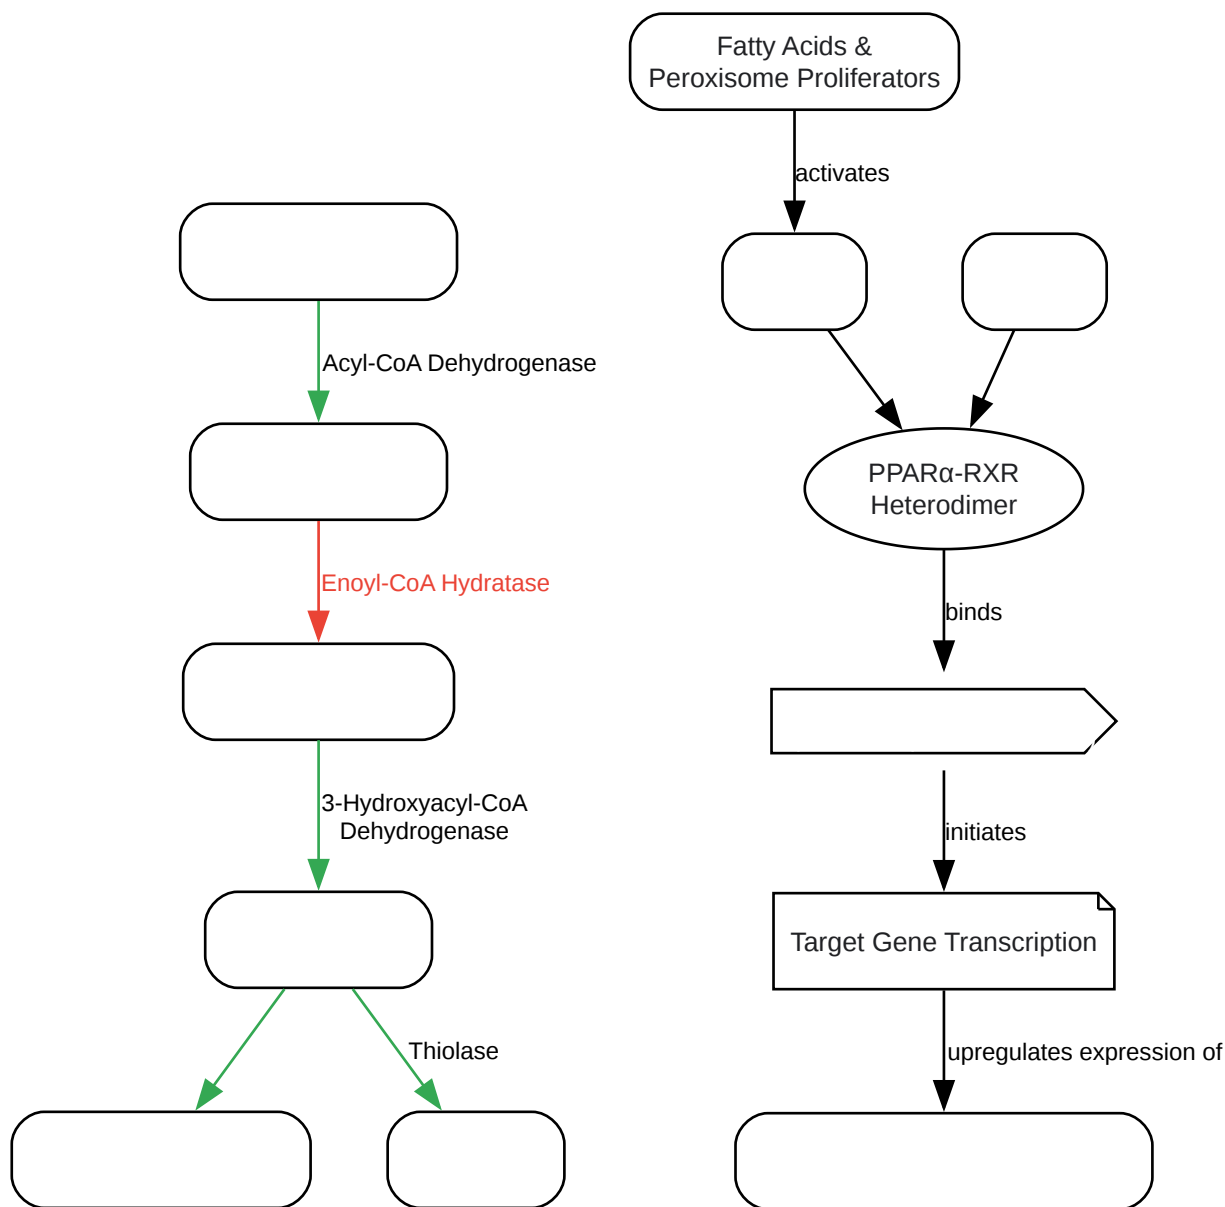 Fatty Acids &
Peroxisome Proliferators
activates
Acyl-CoA Dehydrogenase
PPARα-RXR
Heterodimer
Enoyl-CoA Hydratase
binds
3-Hydroxyacyl-CoA
Dehydrogenase
initiates
Target Gene Transcription
Thiolase
upregulates expression of